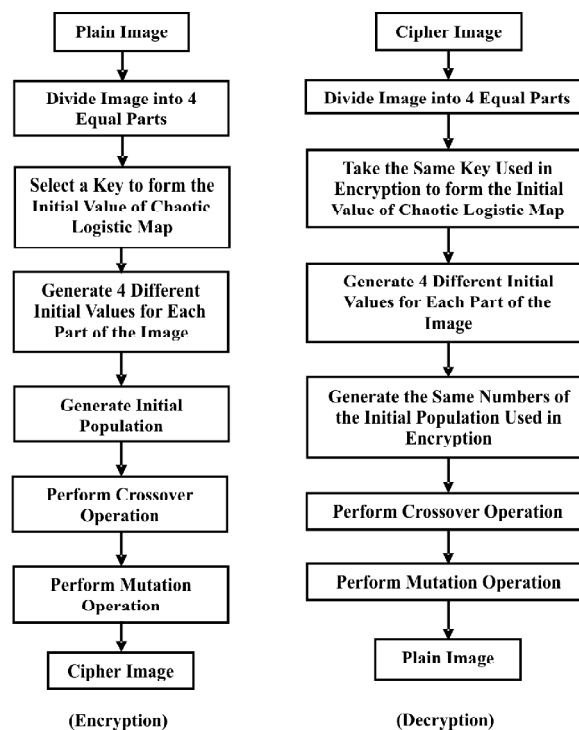 Plain Image
Divide Image into 4
Equal Parts
Select a Key to form the
Initial Value of Chaotic
Logistic Map
Generate 4 Different
Initial Values for Each
Part of the Image
Generate Initial
Population
Perform Crossover
Operation
Perform Mutation
Operation
Cipher Image
(Encryption)
Cipher Image
Divide Image into 4 Equal Parts
Take the Same Key Used in
Encryption to form the Initial
Value of Chaotic Logistic Map
Generate 4 Different Initial
Values for Each Part of the
Image
Generate the Same Numbers of
the Initial Population Used in
Encryption
Perform Crossover Operation
Perform Mutation Operation
Plain Image
(Decryption)